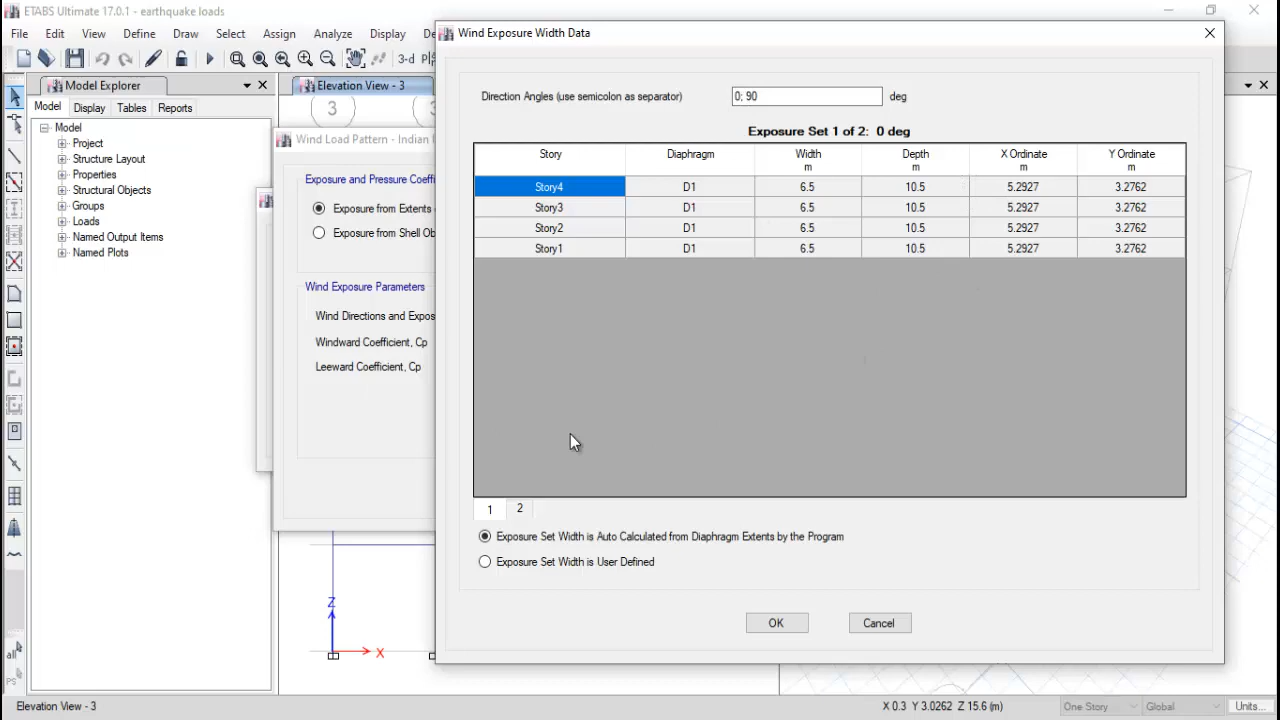 ETABS Ultimate 17.0.1 - earthquake loads
File Edit View Define Draw Select Assign Analyze Display De
3-d Pl
Model Explorer
Model Display Tables Reports
Model
Project
Structure Layout
Properties
Structural Objects
Groups
Loads
Named Output Items
Named Plots
Elevation View - 3
3
Wind Load Pattern - Indian
Exposure and Pressure Coeffi
Exposure from Extents
Exposure from Shell Ob
Wind Exposure Parameters
Wind Directions and Expos
Windward Coefficient, Cp
Leeward Coefficient, Cp
Wind Exposure Width Data
Direction Angles (use semicolon as separator) 0; 90 deg
Exposure Set 1 of 2: 0 deg
Story Diaphragm Width Depth X Ordinate Y Ordinate
m m m m
Story4 D1 6.5 10.5 5.2927 3.2762
Story3 D1 6.5 10.5 5.2927 3.2762
Story2 D1 6.5 10.5 5.2927 3.2762
Story1 D1 6.5 10.5 5.2927 3.2762
1 2
Exposure Set Width is Auto Calculated from Diaphragm Extents by the Program
Exposure Set Width is User Defined
OK Cancel
Z
X
all
PS
Elevation View - 3 X 0.3 Y 3.0262 Z 15.6 (m) One Story Global Units...